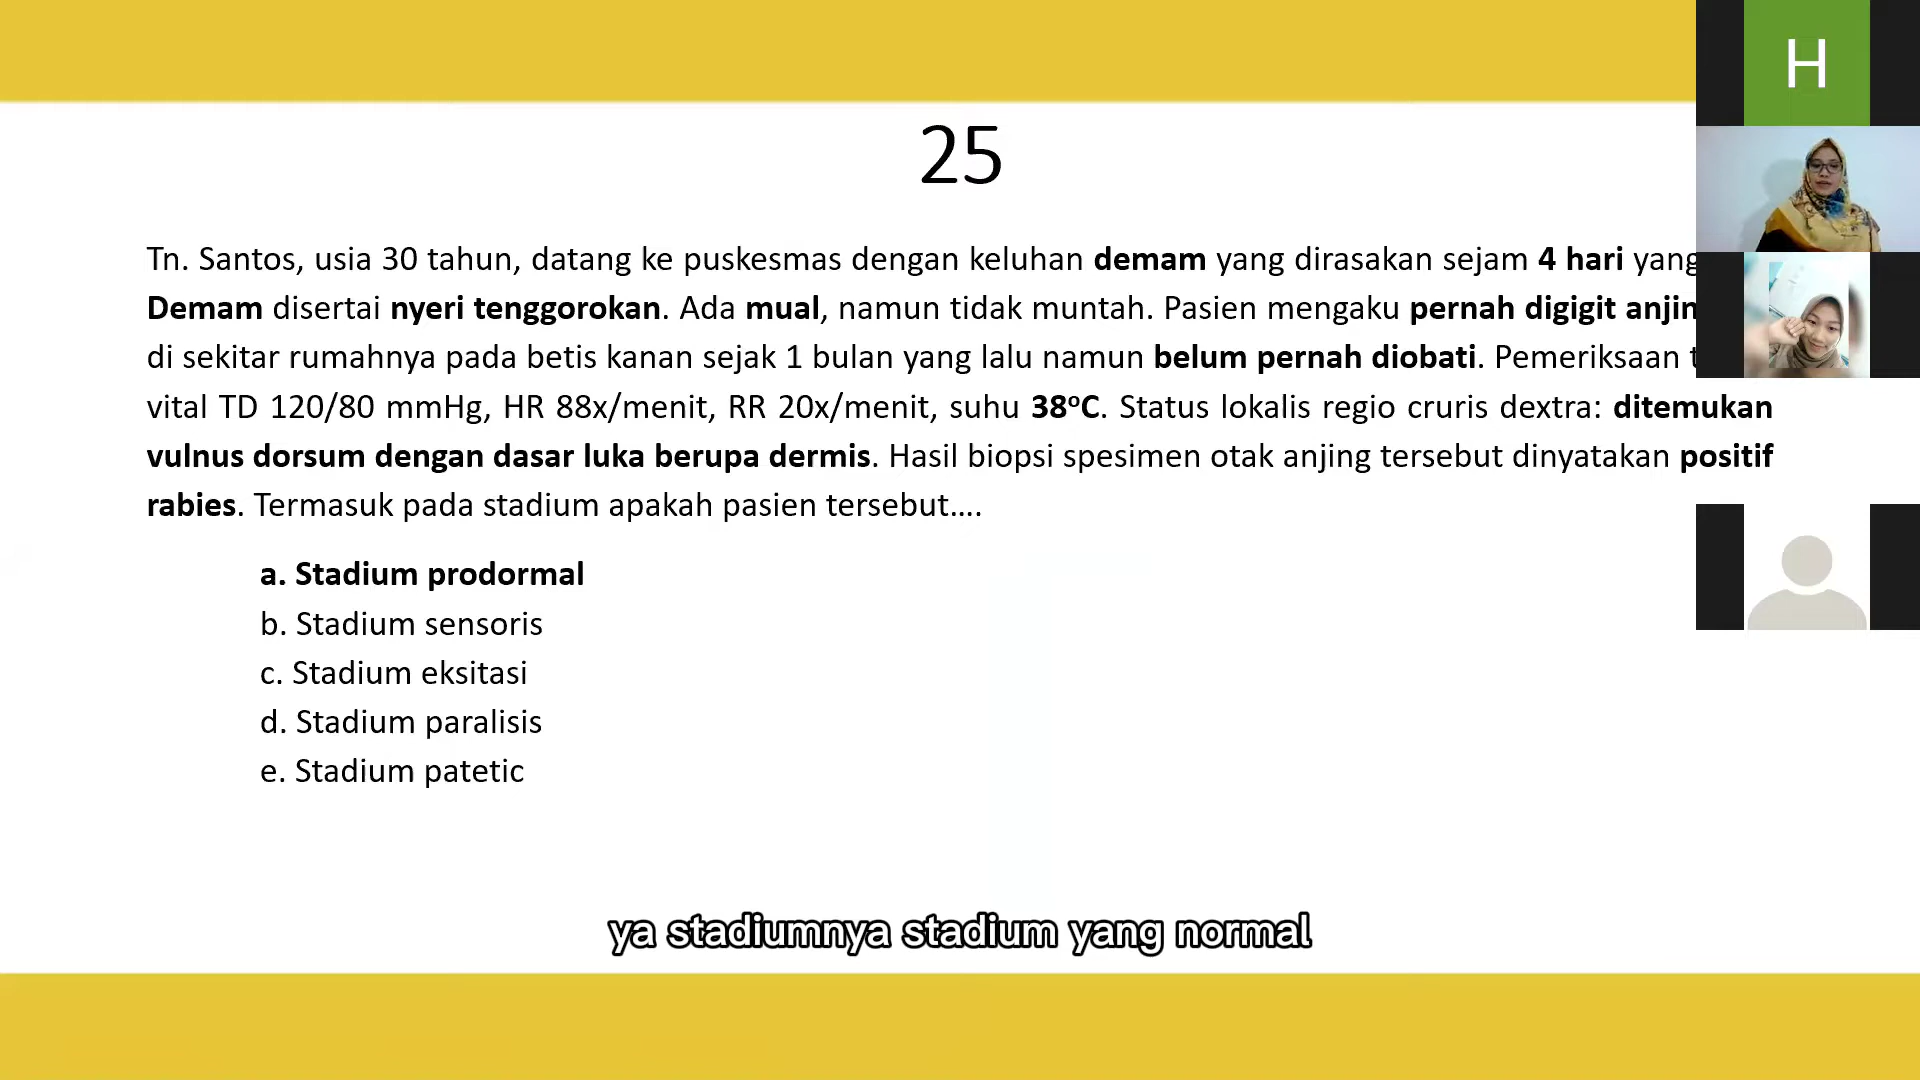 25
H
Tn. Santos, usia 30 tahun, datang ke puskesmas dengan keluhan demam yang dirasakan sejam 4 hari yang
Demam disertai nyeri tenggorokan. Ada mual, namun tidak muntah. Pasien mengaku pernah digigit
di sekitar rumahnya pada betis kanan sejak 1 bulan yang lalu namun belum pernah diobati. Pemeriksaan
vital TD 120/80 mmHg, HR 88x/menit, RR 20x/menit, suhu 38ºC. Status lokalis regio cruris dextra: ditemukan
vulnus dorsum dengan dasar luka berupa dermis. Hasil biopsi spesimen otak anjing tersebut dinyatakan positif
rabies. Termasuk pada stadium apakah pasien tersebut....
a. Stadium prodormal
b. Stadium sensoris
c. Stadium eksitasi
d. Stadium paralisis
e. Stadium patetic
ya stadiumnya stadium yang normal